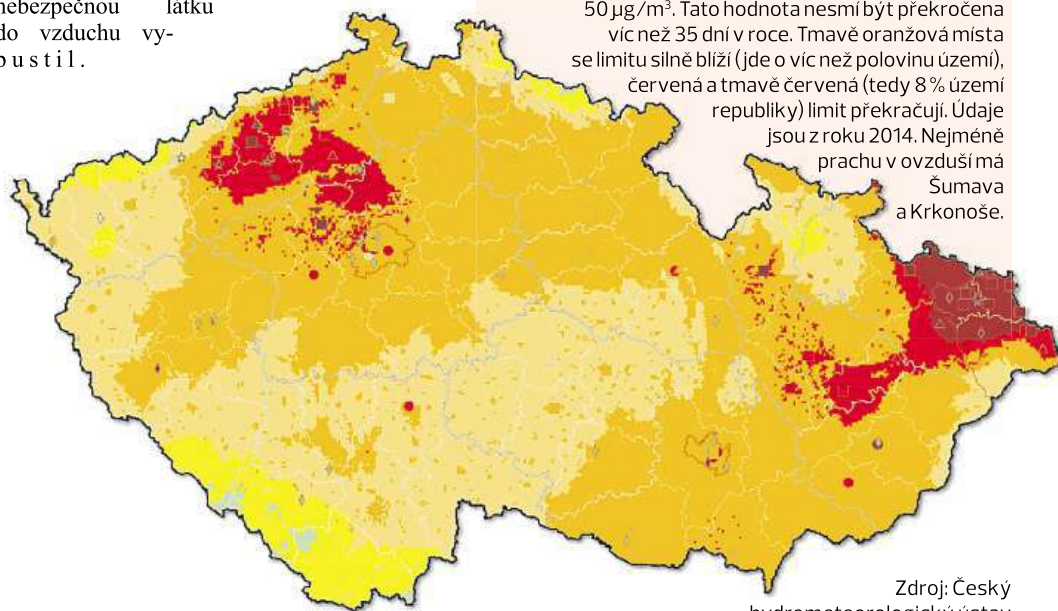 nebezpečnou látku
do vzduchu vy-
pustil.
50 µg/m³. Tato hodnota nesmí být překročena
víc než 35 dní v roce. Tmavě oranžová místa
se limitu silně blíží (jde o víc než polovinu území),
červená a tmavě červená (tedy 8 % území
republiky) limit překračují. Údaje
jsou z roku 2014. Nejméně
prachu v ovzduší má
Šumava
a Krkonoše.
Zdroj: Český
hydrometeorologický ústav